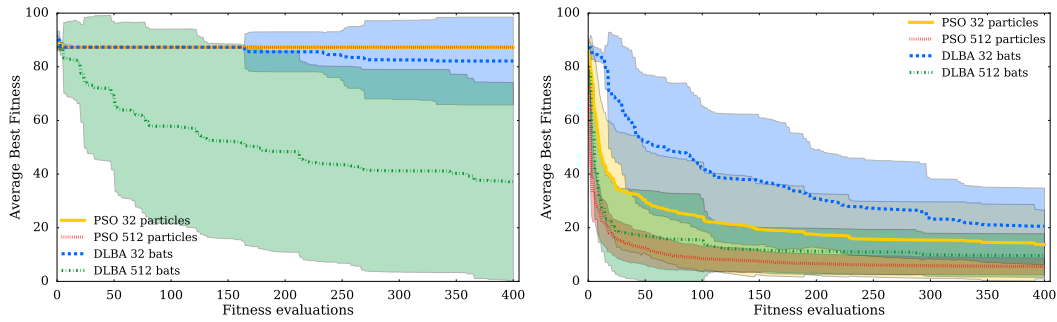 100
80
60
40
20
0
Average Best Fitness
PSO 32 particles
PSO 512 particles
DLBA 32 bats
DLBA 512 bats
0 50 100 150 200 250 300 350 400
Fitness evaluations
100
80
60
40
20
0
Average Best Fitness
PSO 32 particles
PSO 512 particles
DLBA 32 bats
DLBA 512 bats
0 50 100 150 200 250 300 350 400
Fitness evaluations